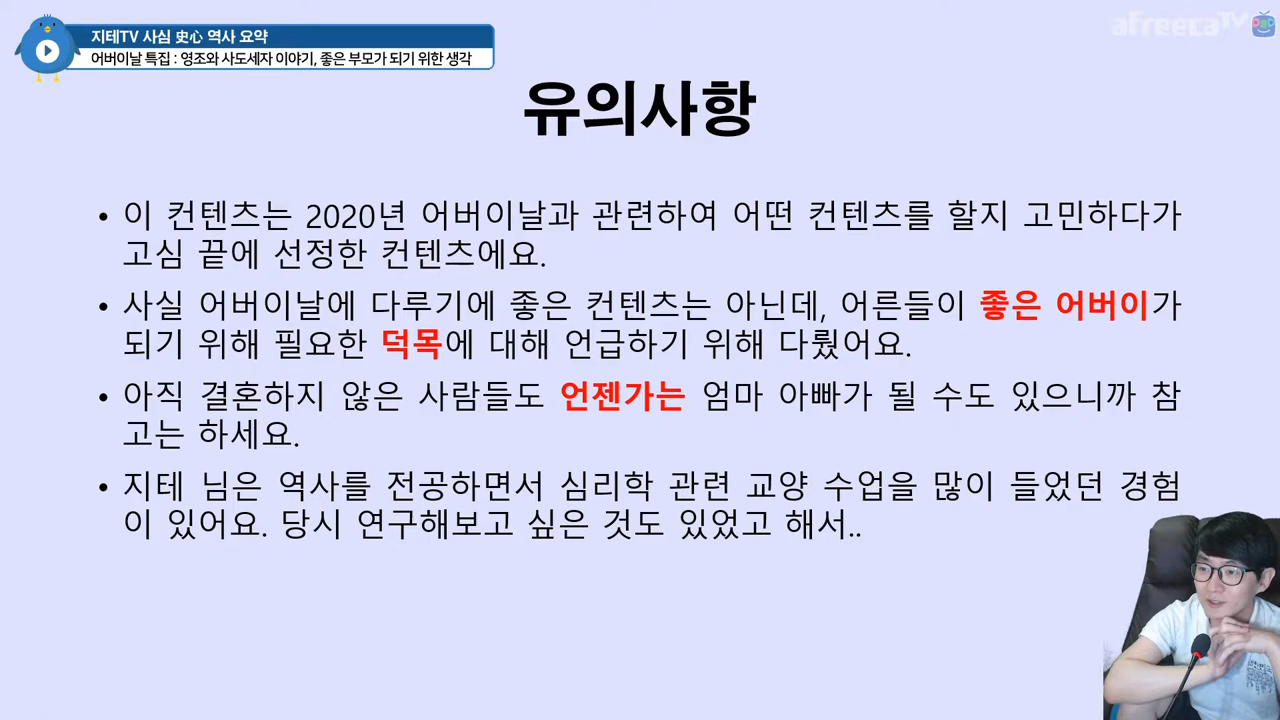 지테TV 사심 史心 역사 요약
어버이날 특집 : 영조와 사도세자 이야기, 좋은 부모가 되기 위한 생각
afreecaTV
유의사항
• 이 컨텐츠는 2020년 어버이날과 관련하여 어떤 컨텐츠를 할지 고민하다가
고심 끝에 선정한 컨텐츠에요.
• 사실 어버이날에 다루기에 좋은 컨텐츠는 아닌데, 어른들이 좋은 어버이가
되기 위해 필요한 덕목에 대해 언급하기 위해 다뤘어요.
• 아직 결혼하지 않은 사람들도 언젠가는 엄마 아빠가 될 수도 있으니까 참
고는 하세요.
• 지테 님은 역사를 전공하면서 심리학 관련 교양 수업을 많이 들었던 경험
이 있어요. 당시 연구해보고 싶은 것도 있었고 해서..